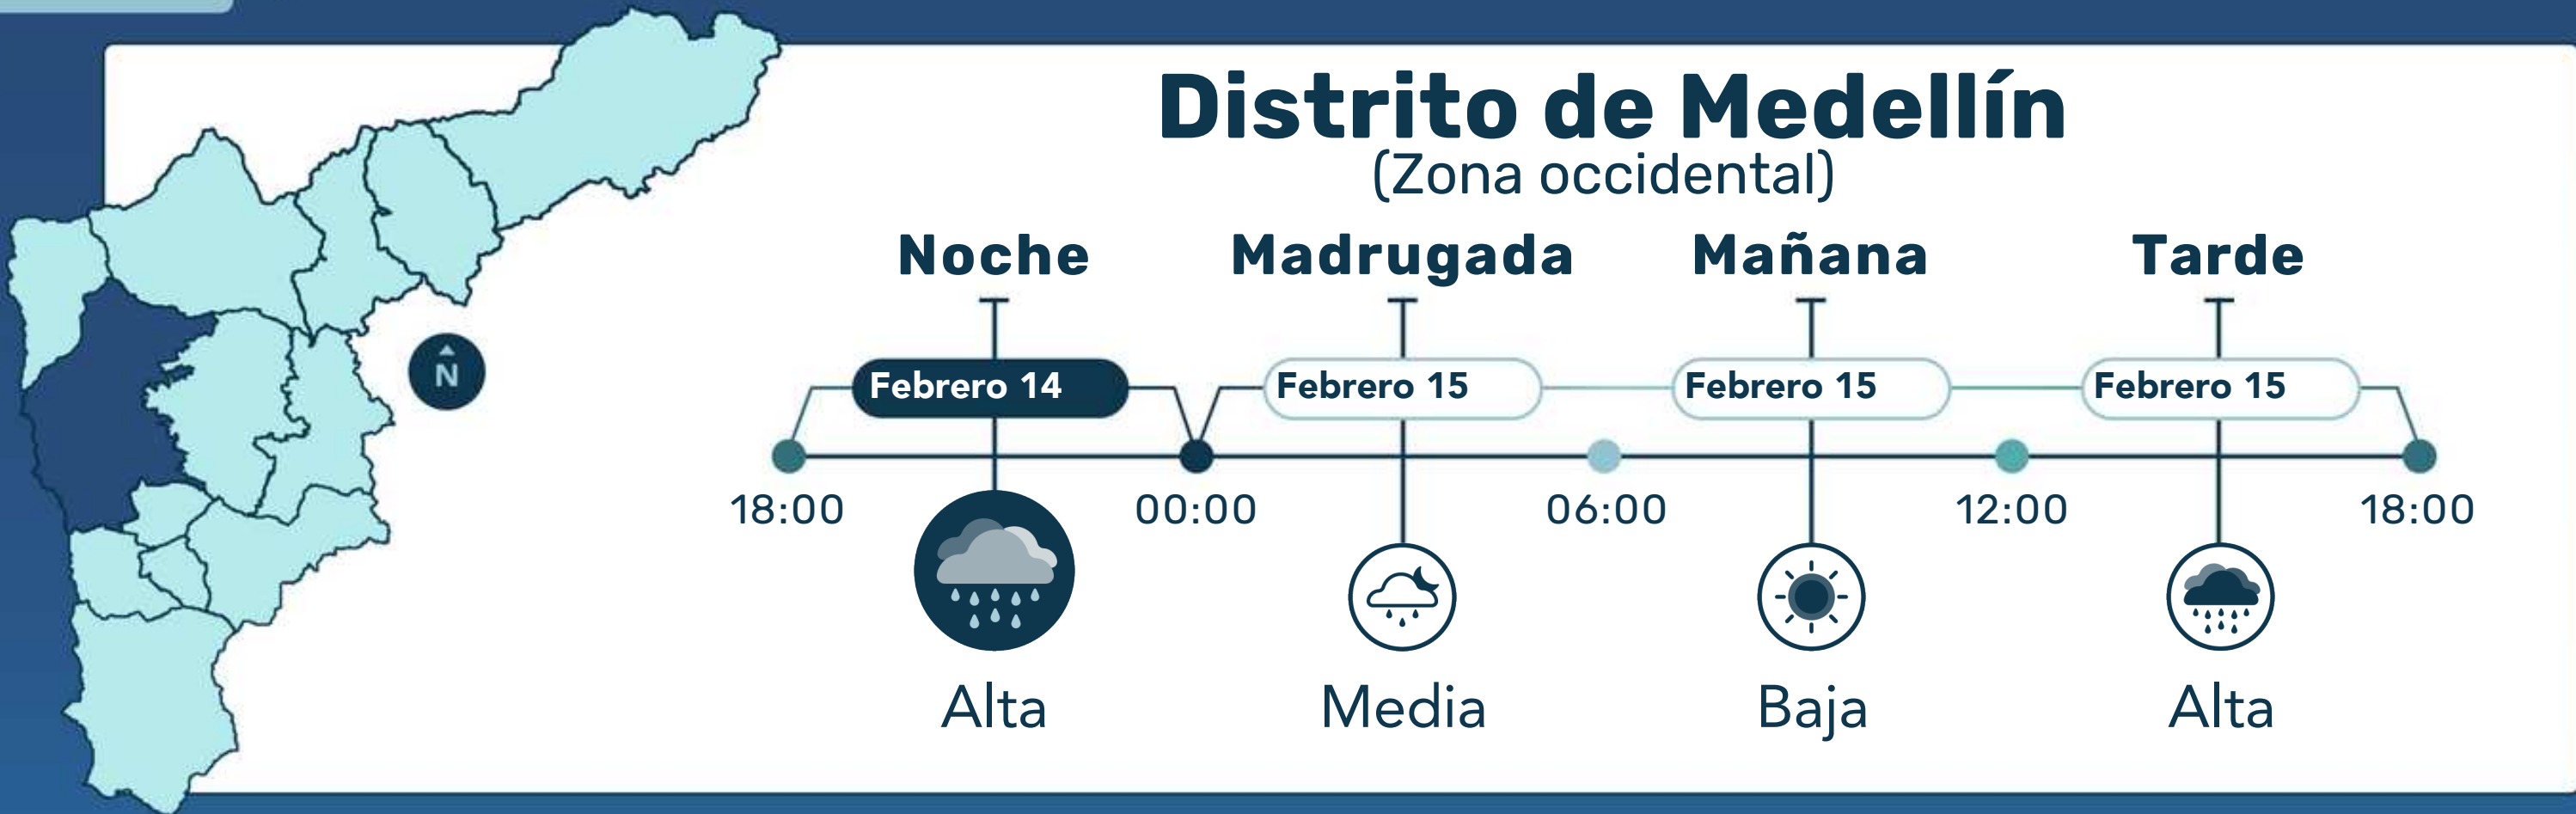 Distrito de Medellín
(Zona occidental)
Noche Madrugada Mañana Tarde
N
Febrero 14 Febrero 15 Febrero 15 Febrero 15
18:00 00:00 06:00 12:00 18:00
Alta Media Baja Alta